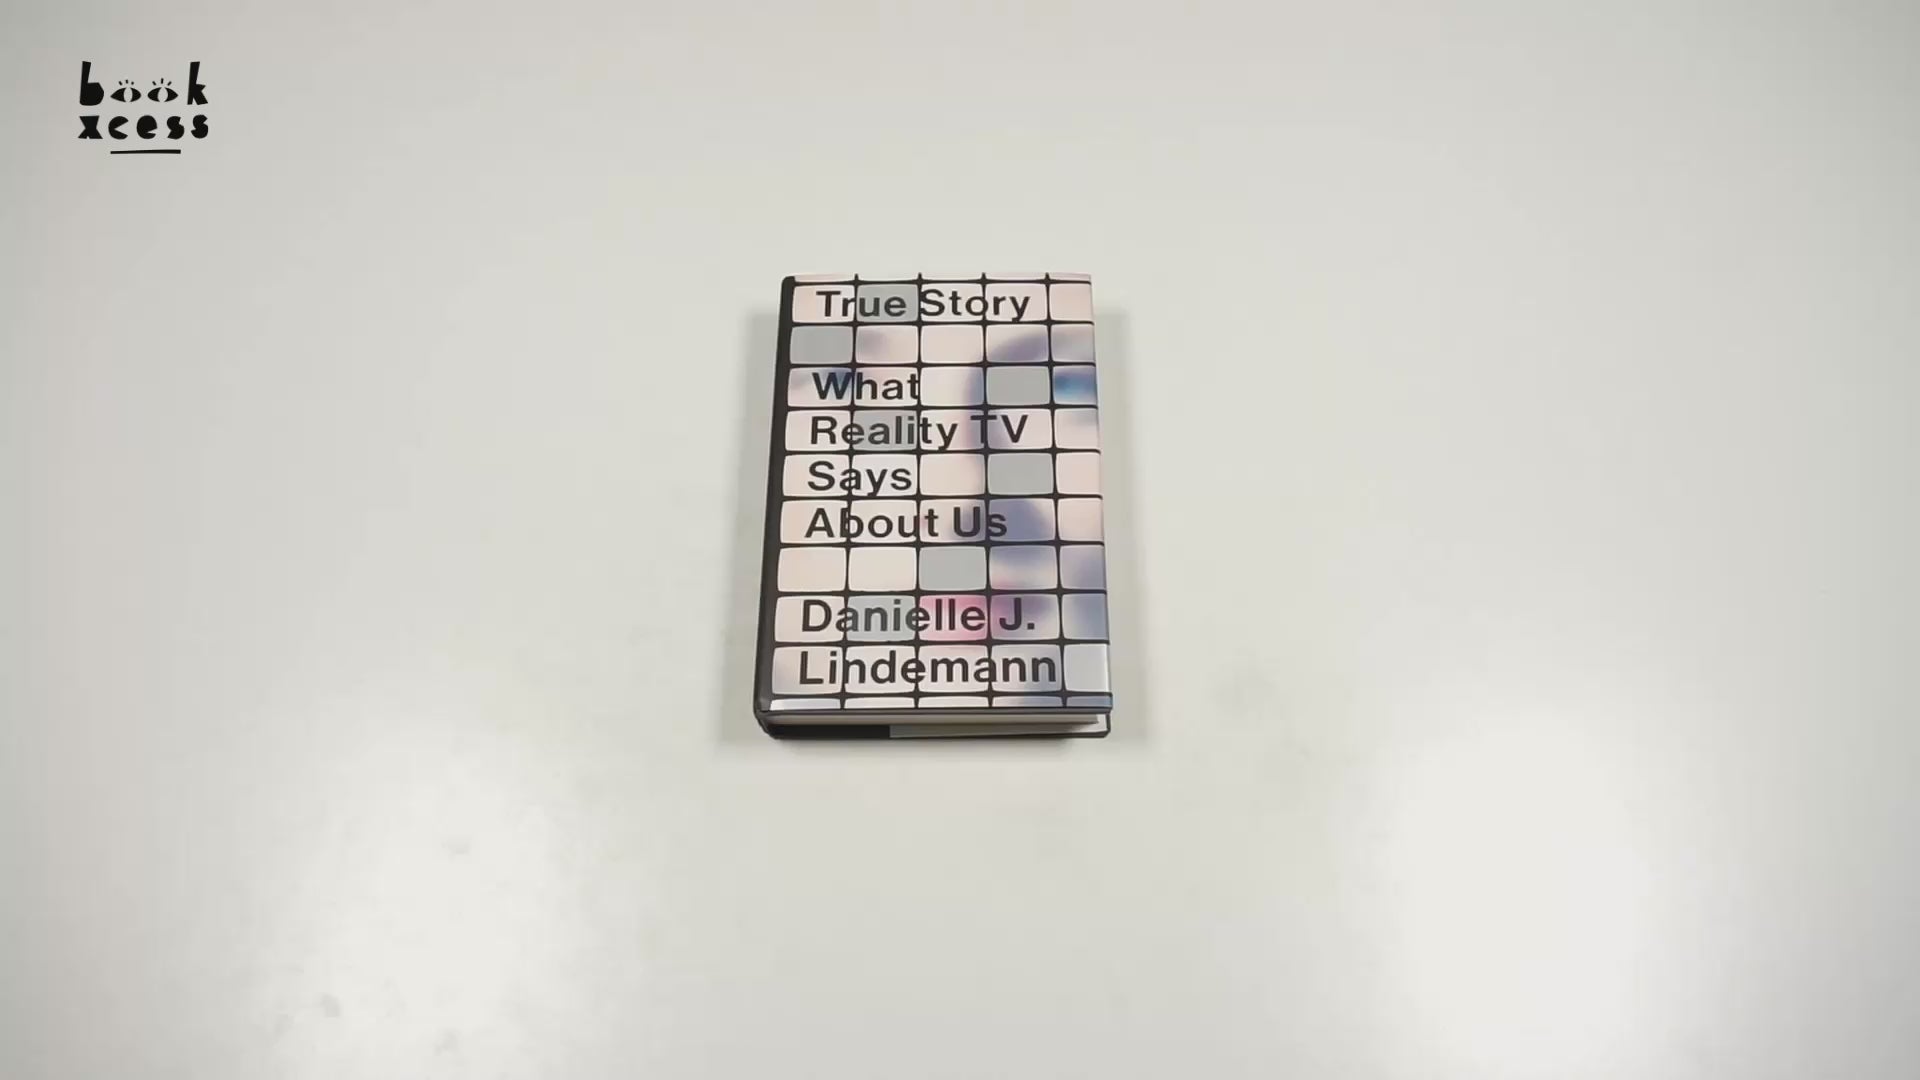 book
xcess
True Story
What
Reality TV
Says
About Us
Danielle J.
Lindemann